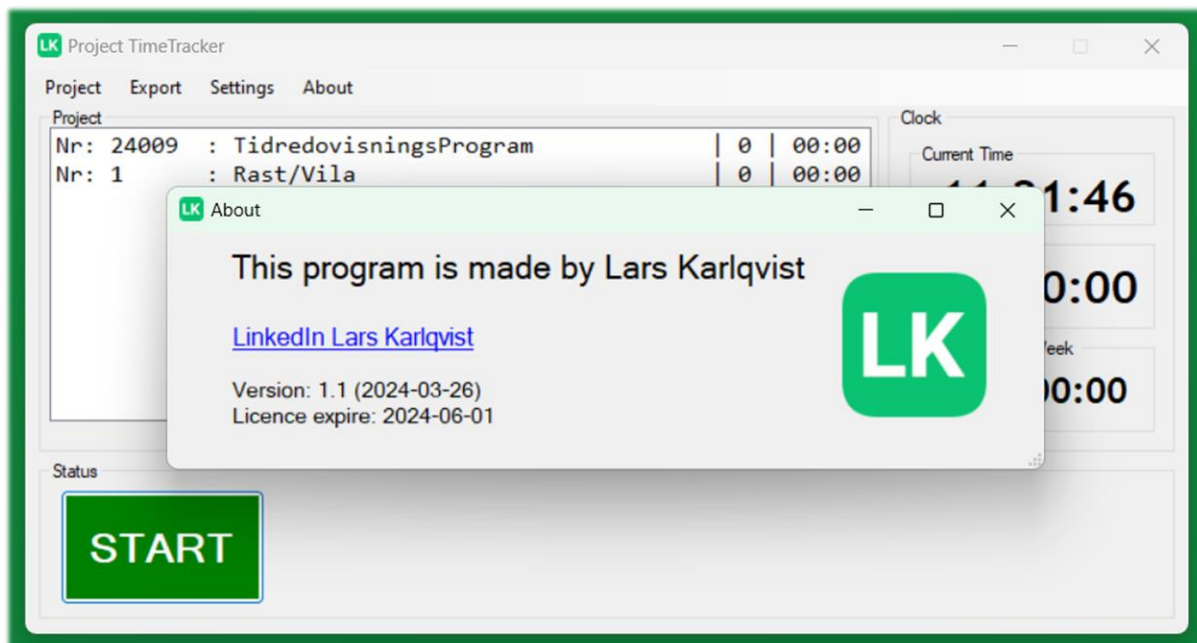 LK Project TimeTracker
Project Export Settings About
Project
Nr: 24009 : TidredovisningsProgram | 0 | 00:00
Nr: 1 : Rast/Vila | 0 | 00:00
Clock
Current Time
1:46
0:00
00:00
LK About
This program is made by Lars Karlqvist
LinkedIn Lars Karlqvist
Version: 1.1 (2024-03-26)
Licence expire: 2024-06-01
LK
Status
START